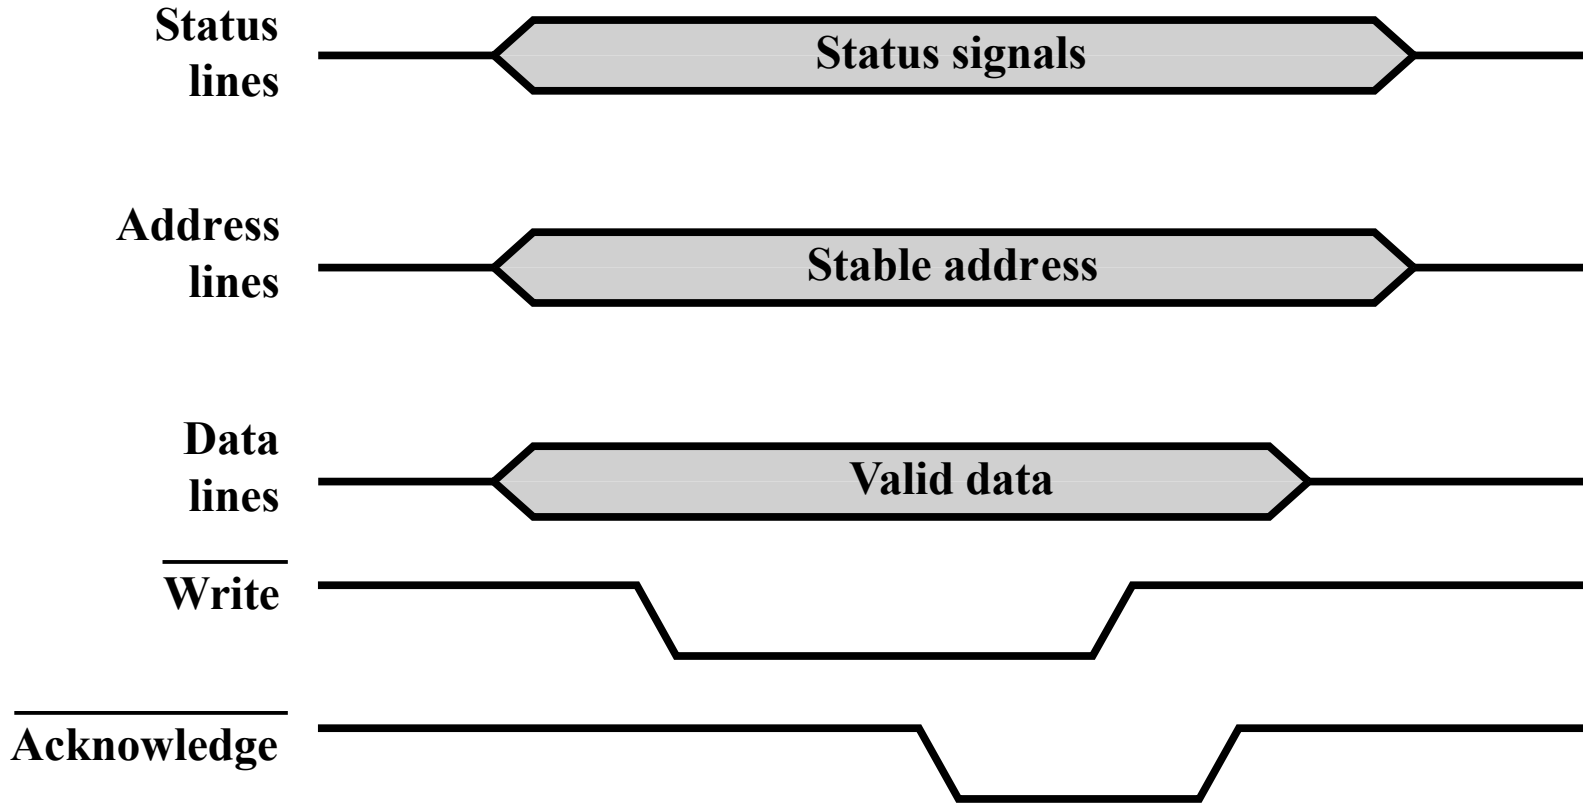 Status
lines
Status signals
Address
lines
Stable address
Data
lines
Valid data
Write
Acknowledge